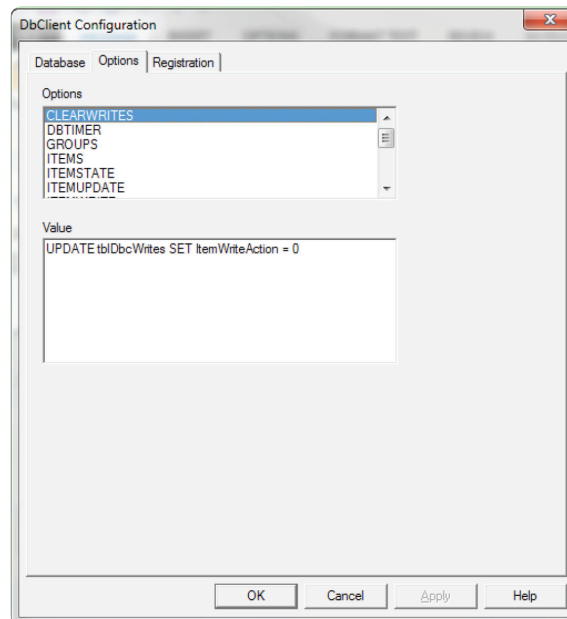 DbClient Configuration
Database Options Registration
Options
CLEARWRITES
DBTIMER
GROUPS
ITEMS
ITEMSTATE
ITEMUPDATE
Value
UPDATE tblDbcWrites SET ItemWriteAction = 0
OK Cancel Apply Help